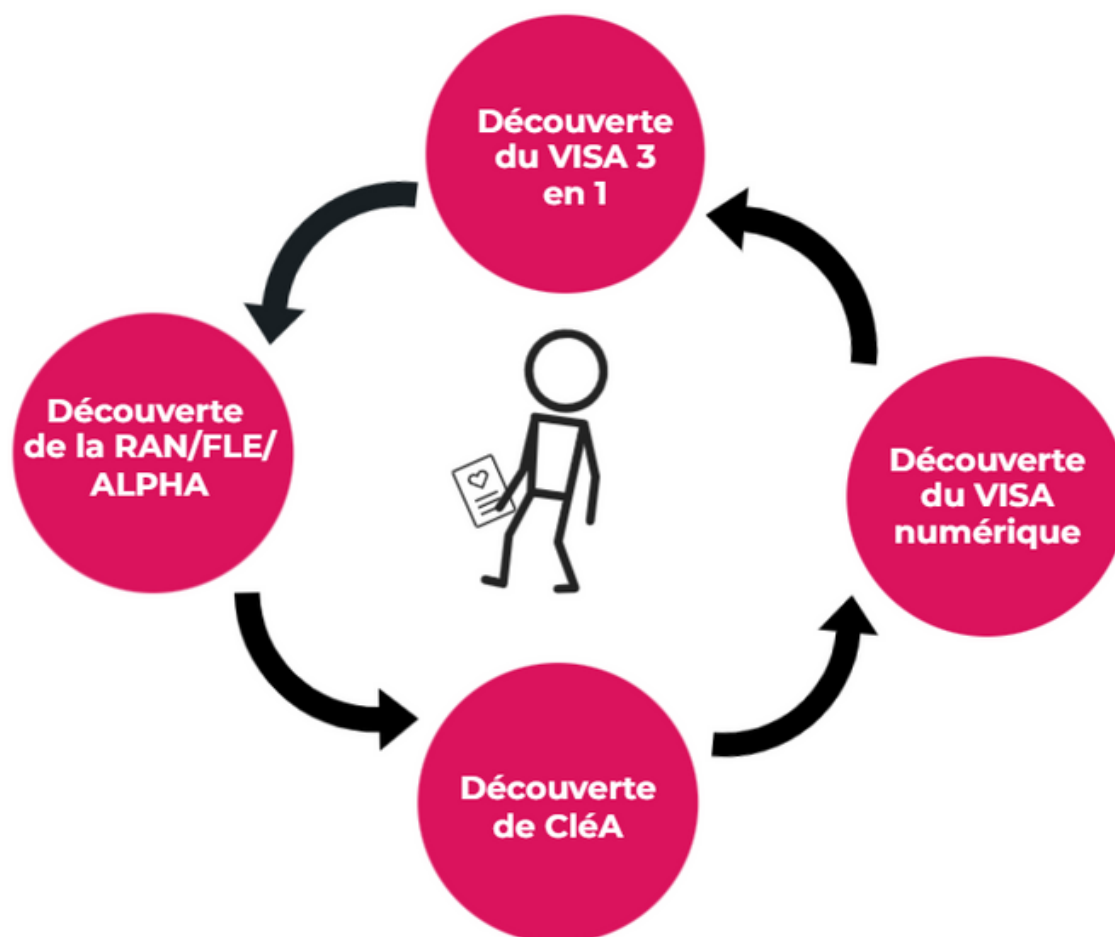 Découverte
du VISA 3
en 1
Découverte
de la RAN/FLE/
ALPHA
Découverte
du VISA
numérique
Découverte
de CléA